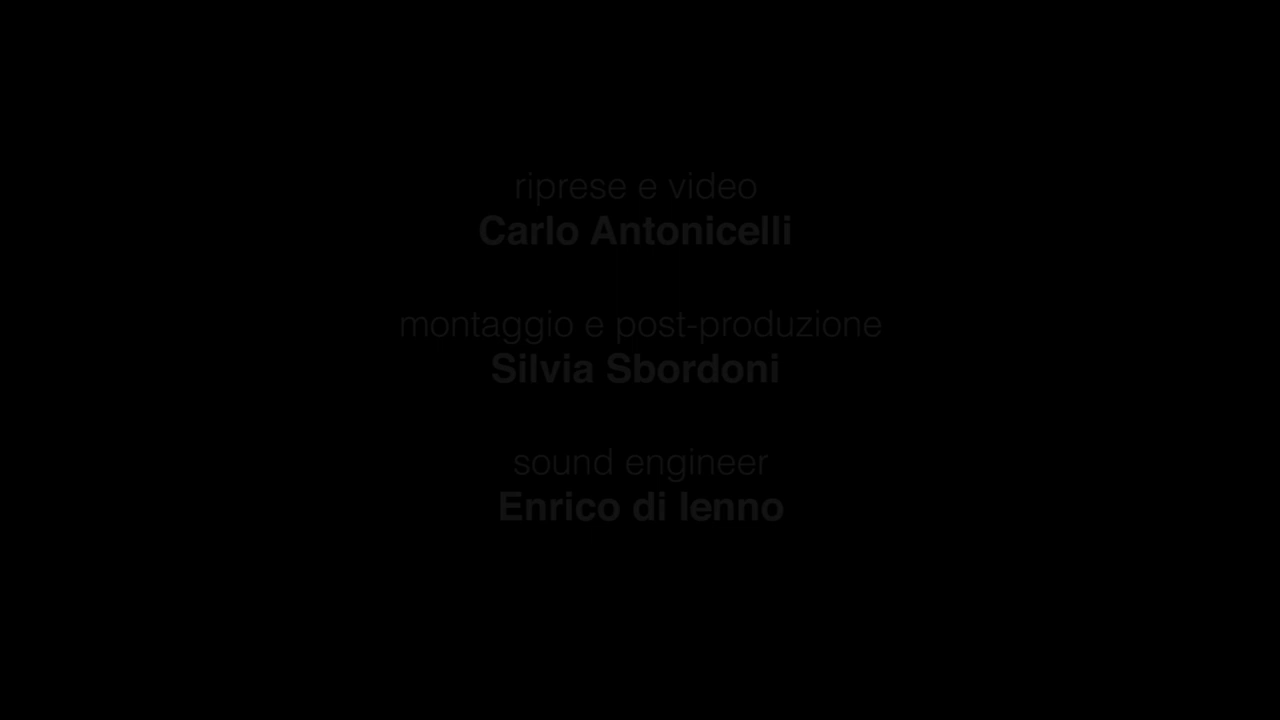 riprese e video
Carlo Antonicelli
montaggio e post-produzione
Silvia Sbordoni
sound engineer
Enrico di Ienno